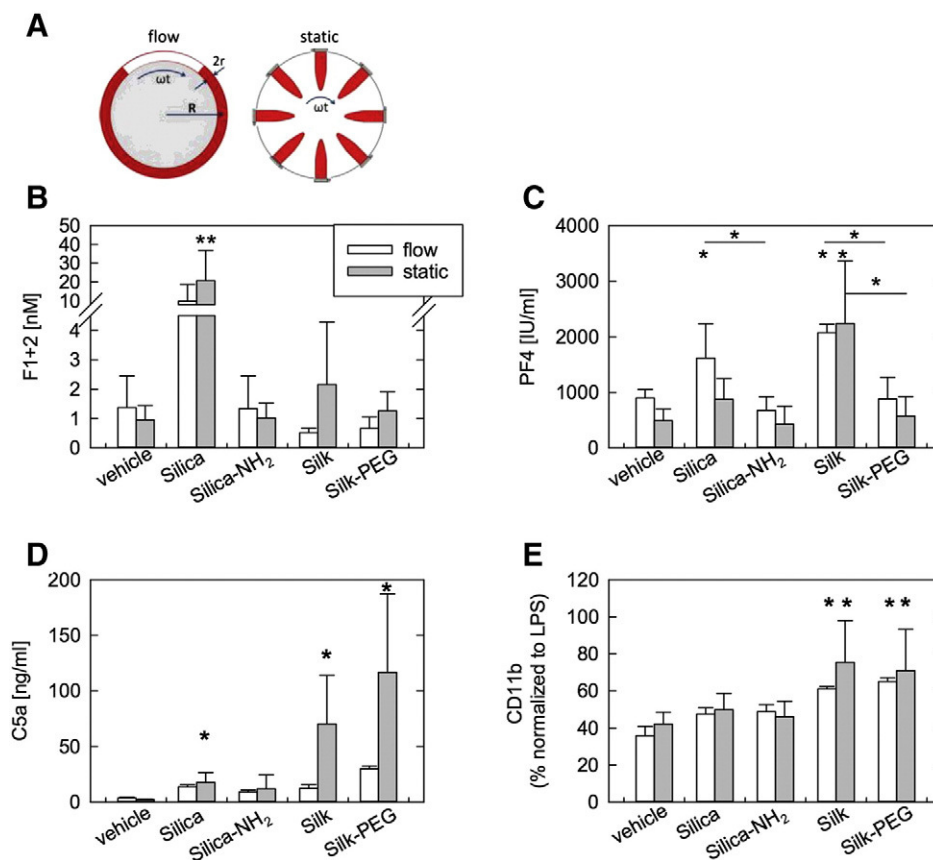 A
flow
static
2r
ωt
R
ωt
B
50
40
30
20
10
4
3
2
1
0
F1+2 [nM]
**
flow
static
vehicle
Silica
Silica-NH₂
Silk
Silk-PEG
C
4000
3000
2000
1000
0
PF4 [IU/ml]
*
*
*
* *
*
vehicle
Silica
Silica-NH₂
Silk
Silk-PEG
D
200
150
100
50
0
C5a [ng/ml]
*
*
*
vehicle
Silica
Silica-NH₂
Silk
Silk-PEG
E
120
100
80
60
40
20
0
CD11b
(% normalized to LPS)
* *
**
vehicle
Silica
Silica-NH₂
Silk
Silk-PEG